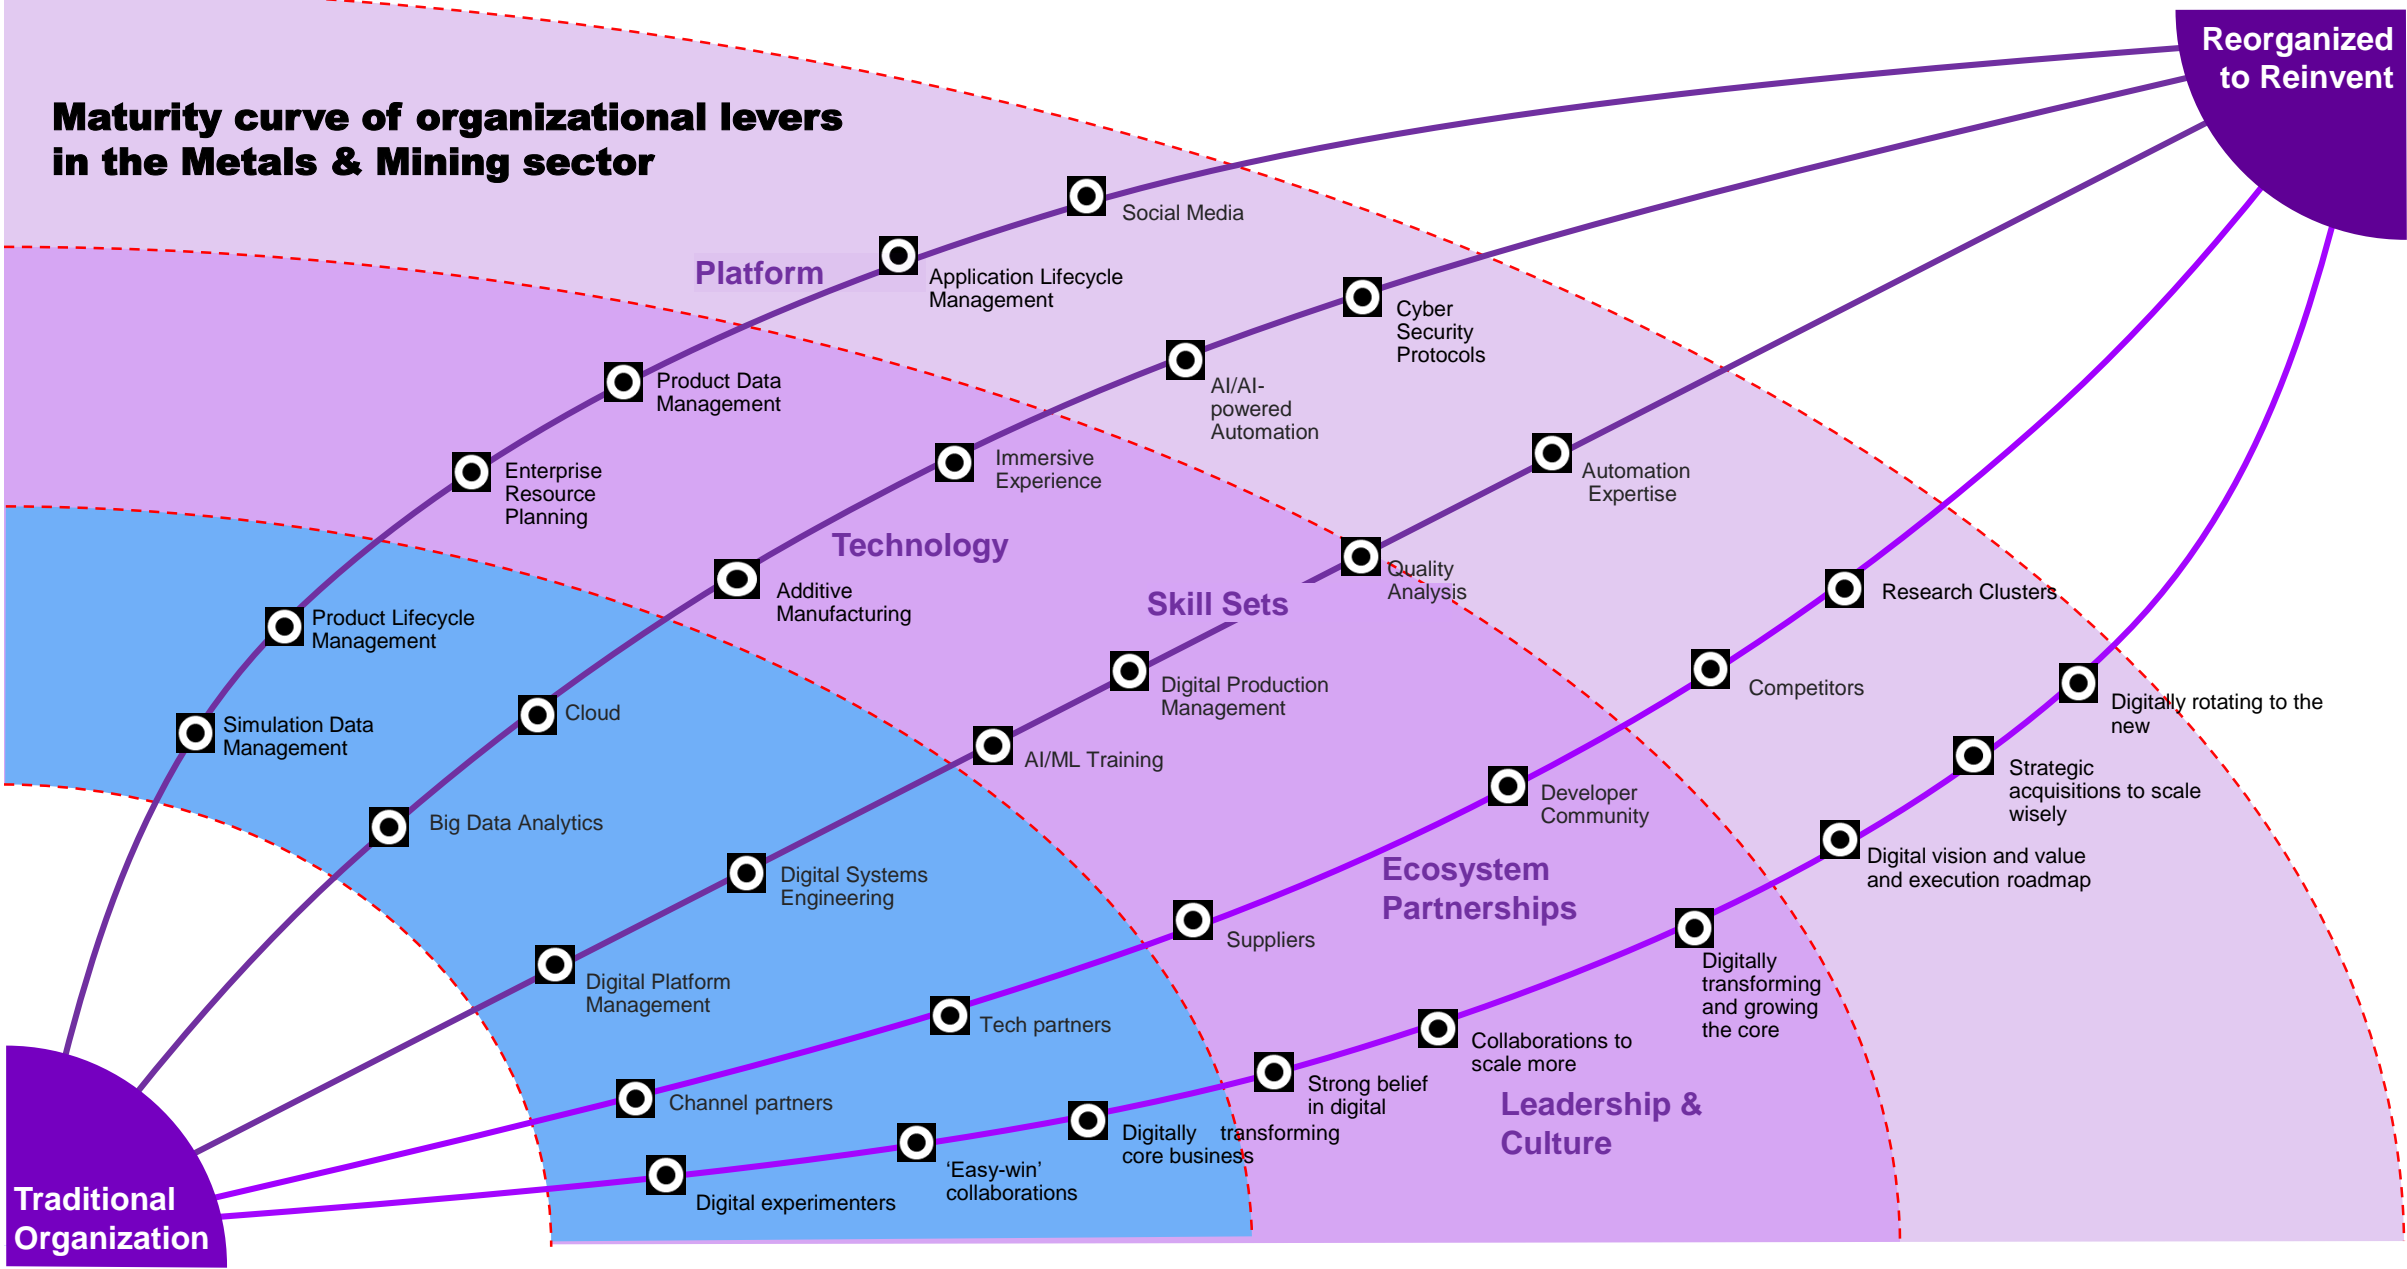 Reorganized
to Reinvent
Maturity curve of organizational levers
in the Metals & Mining sector
Social Media
Platform
Application Lifecycle
Management
Cyber
Security
Protocols
Product Data
Management
AI/AI-
powered
Automation
Enterprise
Resource
Planning
Immersive
Experience
Automation
Expertise
Technology
Quality
Analysis
Additive
Manufacturing
Skill Sets
Research Clusters
Product Lifecycle
Management
Digital Production
Management
Competitors
Digitally rotating to the
new
Cloud
Simulation Data
Management
AI/ML Training
Strategic
acquisitions to scale
wisely
Big Data Analytics
Developer
Community
Digital vision and value
and execution roadmap
Digital Systems
Engineering
Ecosystem
Partnerships
Suppliers
Digitally
transforming
and growing
the core
Digital Platform
Management
Tech partners
Collaborations to
scale more
Channel partners
Strong belief
in digital
Leadership &
Culture
Digitally transforming
core business
'Easy-win'
collaborations
Digital experimenters
Traditional
Organization